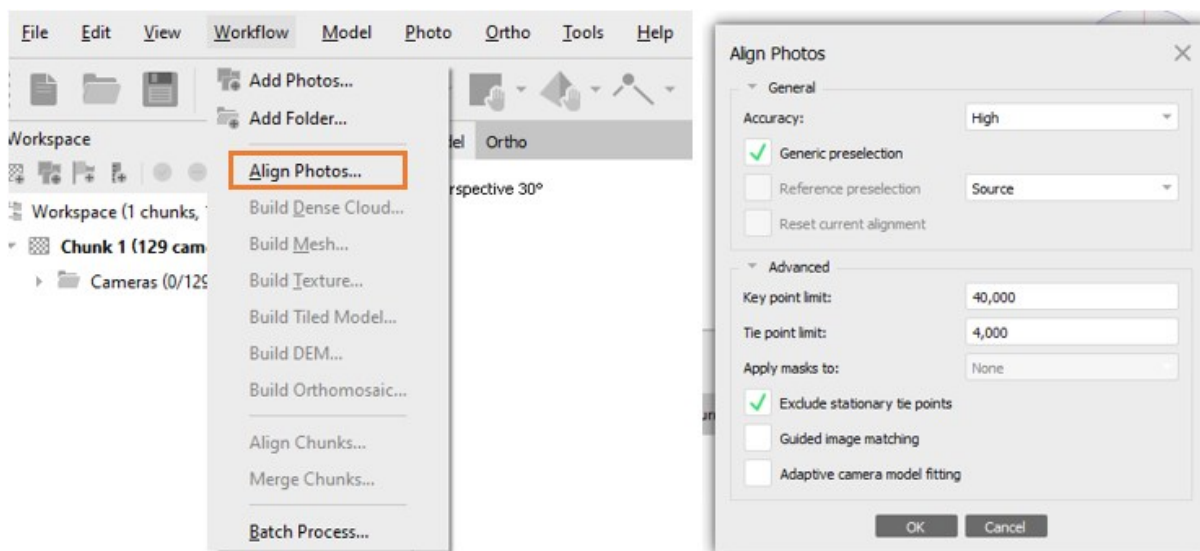 File Edit View Workflow Model Photo Ortho Tools Help
Add Photos...
Add Folder...
Workspace
Ortho
Align Photos...
Perspective 30°
Workspace (1 chunks,
Build Dense Cloud...
Chunk 1 (129 cam
Build Mesh...
Cameras (0/129
Build Texture...
Build Tiled Model...
Build DEM...
Build Orthomosaic...
Align Chunks...
Merge Chunks...
Batch Process...
Align Photos
General
Accuracy: High
Generic preselection
Reference preselection Source
Reset current alignment
Advanced
Key point limit: 40,000
Tie point limit: 4,000
Apply masks to: None
Exclude stationary tie points
Guided image matching
Adaptive camera model fitting
OK Cancel